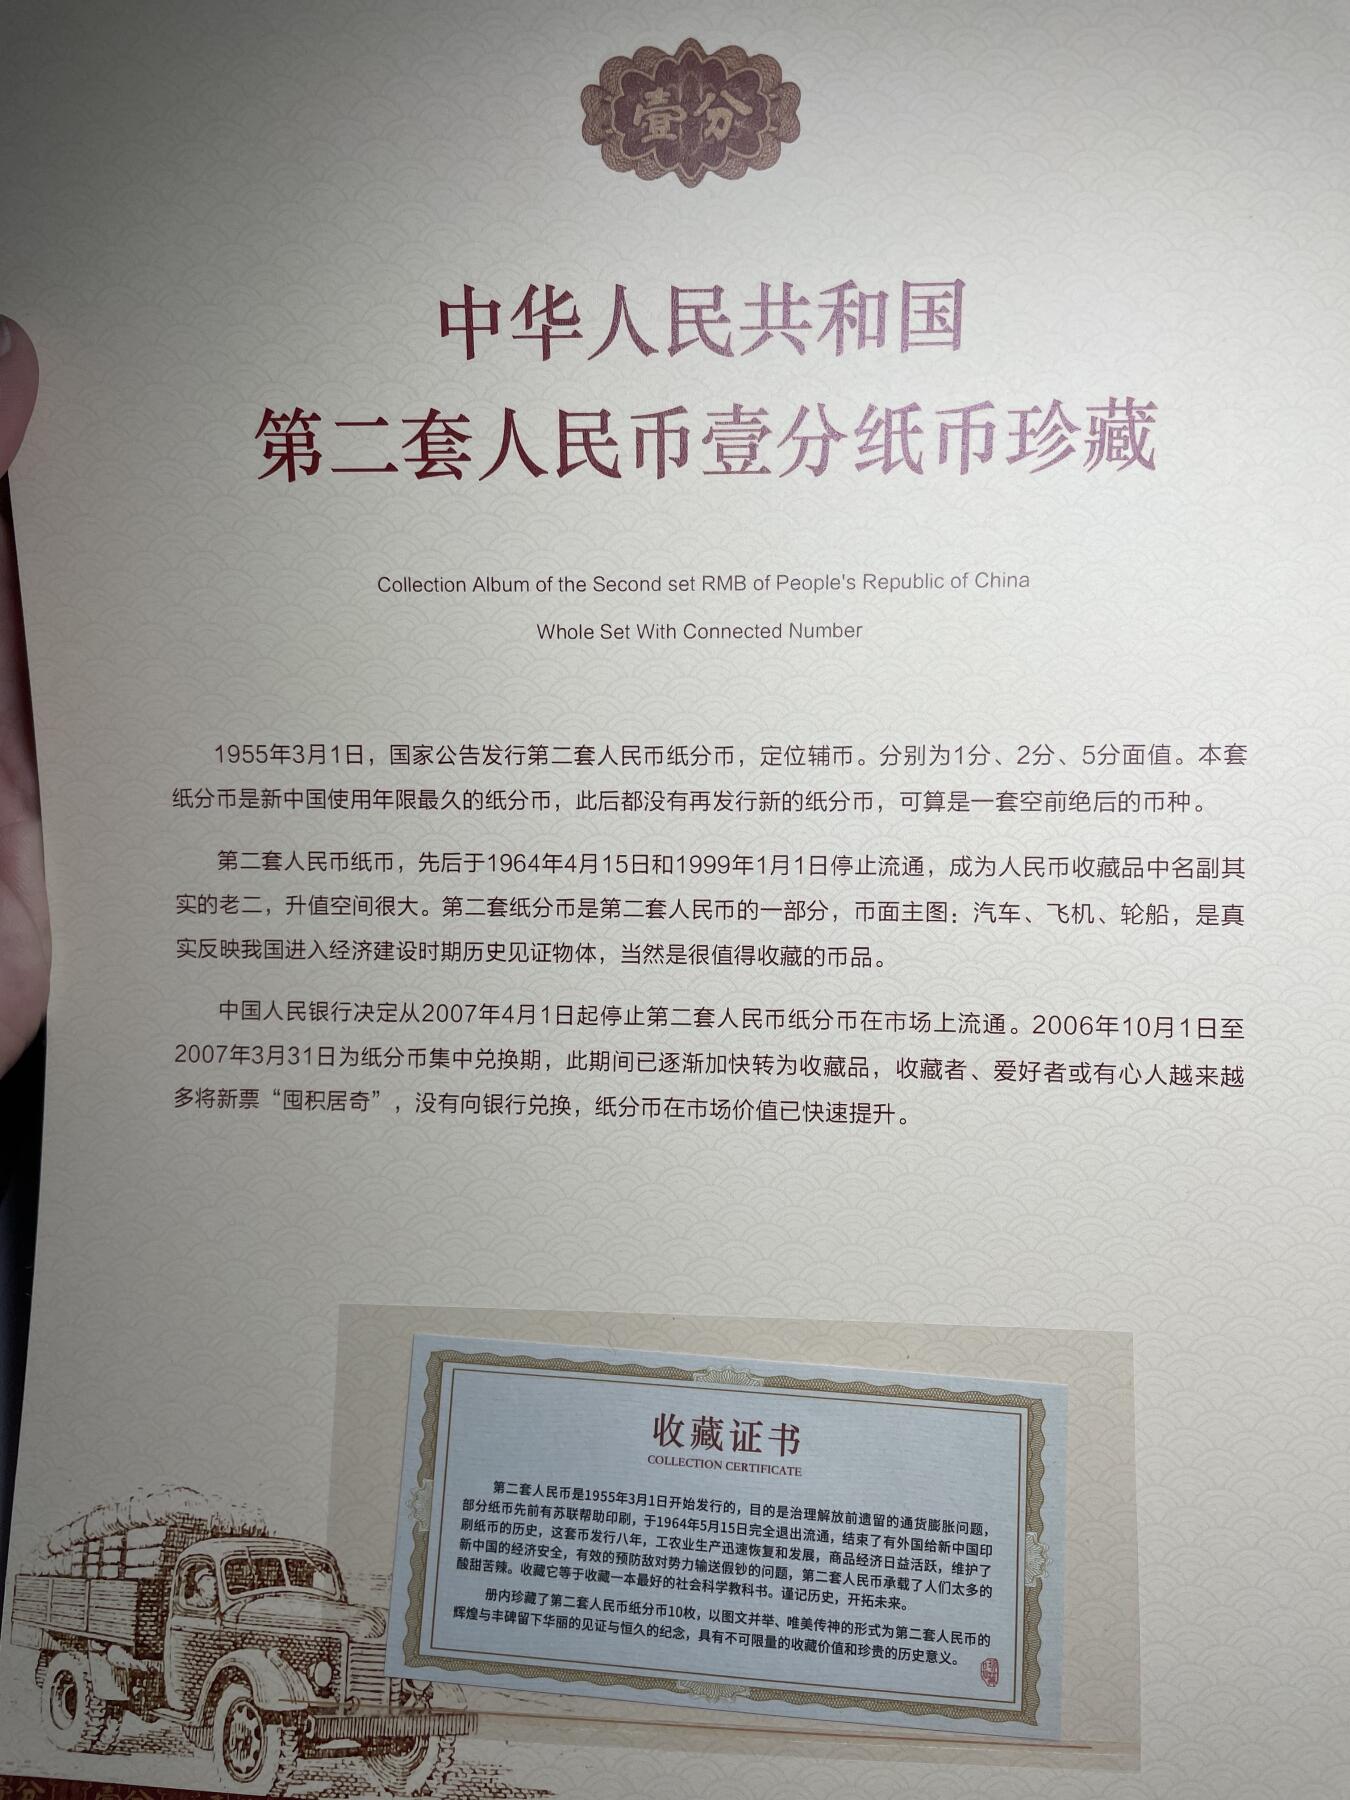 壹分
中华人民共和国
第二套人民币壹分纸币珍藏
Collection Album of the Second set RMB of People's Republic of China
Whole Set With Connected Number
1955年3月1日，国家公告发行第二套人民币纸分币，定位辅币。分别为1分、2分、5分面值。本套
纸分币是新中国使用年限最久的纸分币，此后都没有再发行新的纸分币，可算是一套空前绝后的币种。
第二套人民币纸币，先后于1964年4月15日和1999年1月1日停止流通，成为人民币收藏品中名副其
实的老二，升值空间很大。第二套纸分币是第二套人民币的一部分，币面主图：汽车、飞机、轮船，是真
实反映我国进入经济建设时期历史见证物体，当然是很值得收藏的币品。
中国人民银行决定从2007年4月1日起停止第二套人民币纸分币在市场上流通。2006年10月1日至
2007年3月31日为纸分币集中兑换期，此期间已逐渐加快转为收藏品，收藏者、爱好者或有心人越来越
多将新票“囤积居奇”，没有向银行兑换，纸分币在市场价值已快速提升。
收藏证书
COLLECTION CERTIFICATE
第二套人民币是1955年3月1日开始发行的，目的是治理解放前遗留的通货膨胀问题，
部分纸币先前有苏联帮助印刷，于1964年5月15日完全退出流通，结束了有外国给新中国印
刷纸币的历史，这套币发行八年，工农业生产迅速恢复和发展，商品经济日益活跃，维护了
新中国的经济安全，有效的预防敌对势力输送假钞的问题，第二套人民币承载了人们太多的
酸甜苦辣。收藏它等于收藏一本最好的社会科学教科书。谨记历史，开拓未来。
册内珍藏了第二套人民币纸分币10枚，以图文并举、唯美传神的形式为第二套人民币的
辉煌与丰碑留下华丽的见证与恒久的纪念，具有不可限量的收藏价值和珍贵的历史意义。